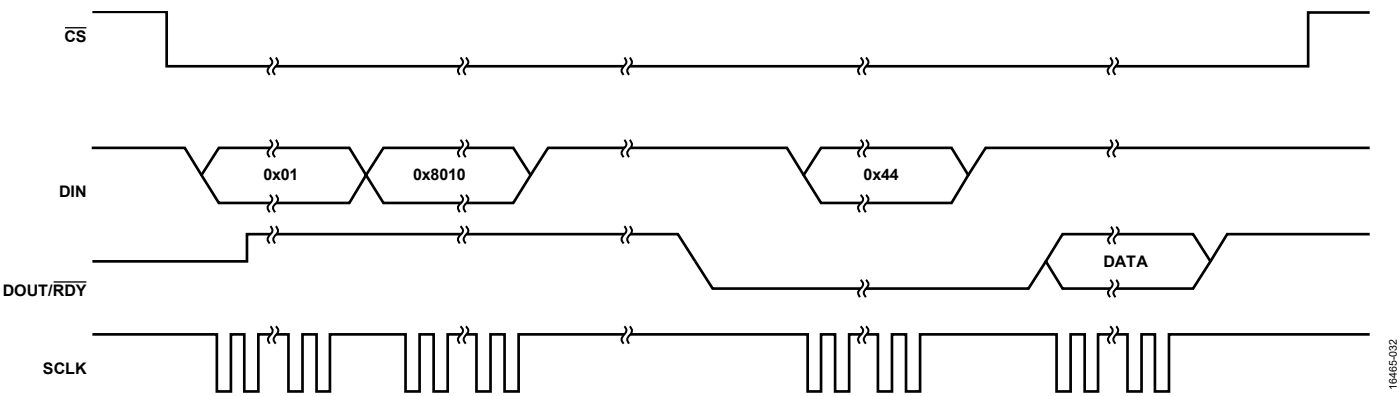 CS
DIN
0x01
0x8010
0x44
DOUT/RDY
DATA
SCLK
16465-032